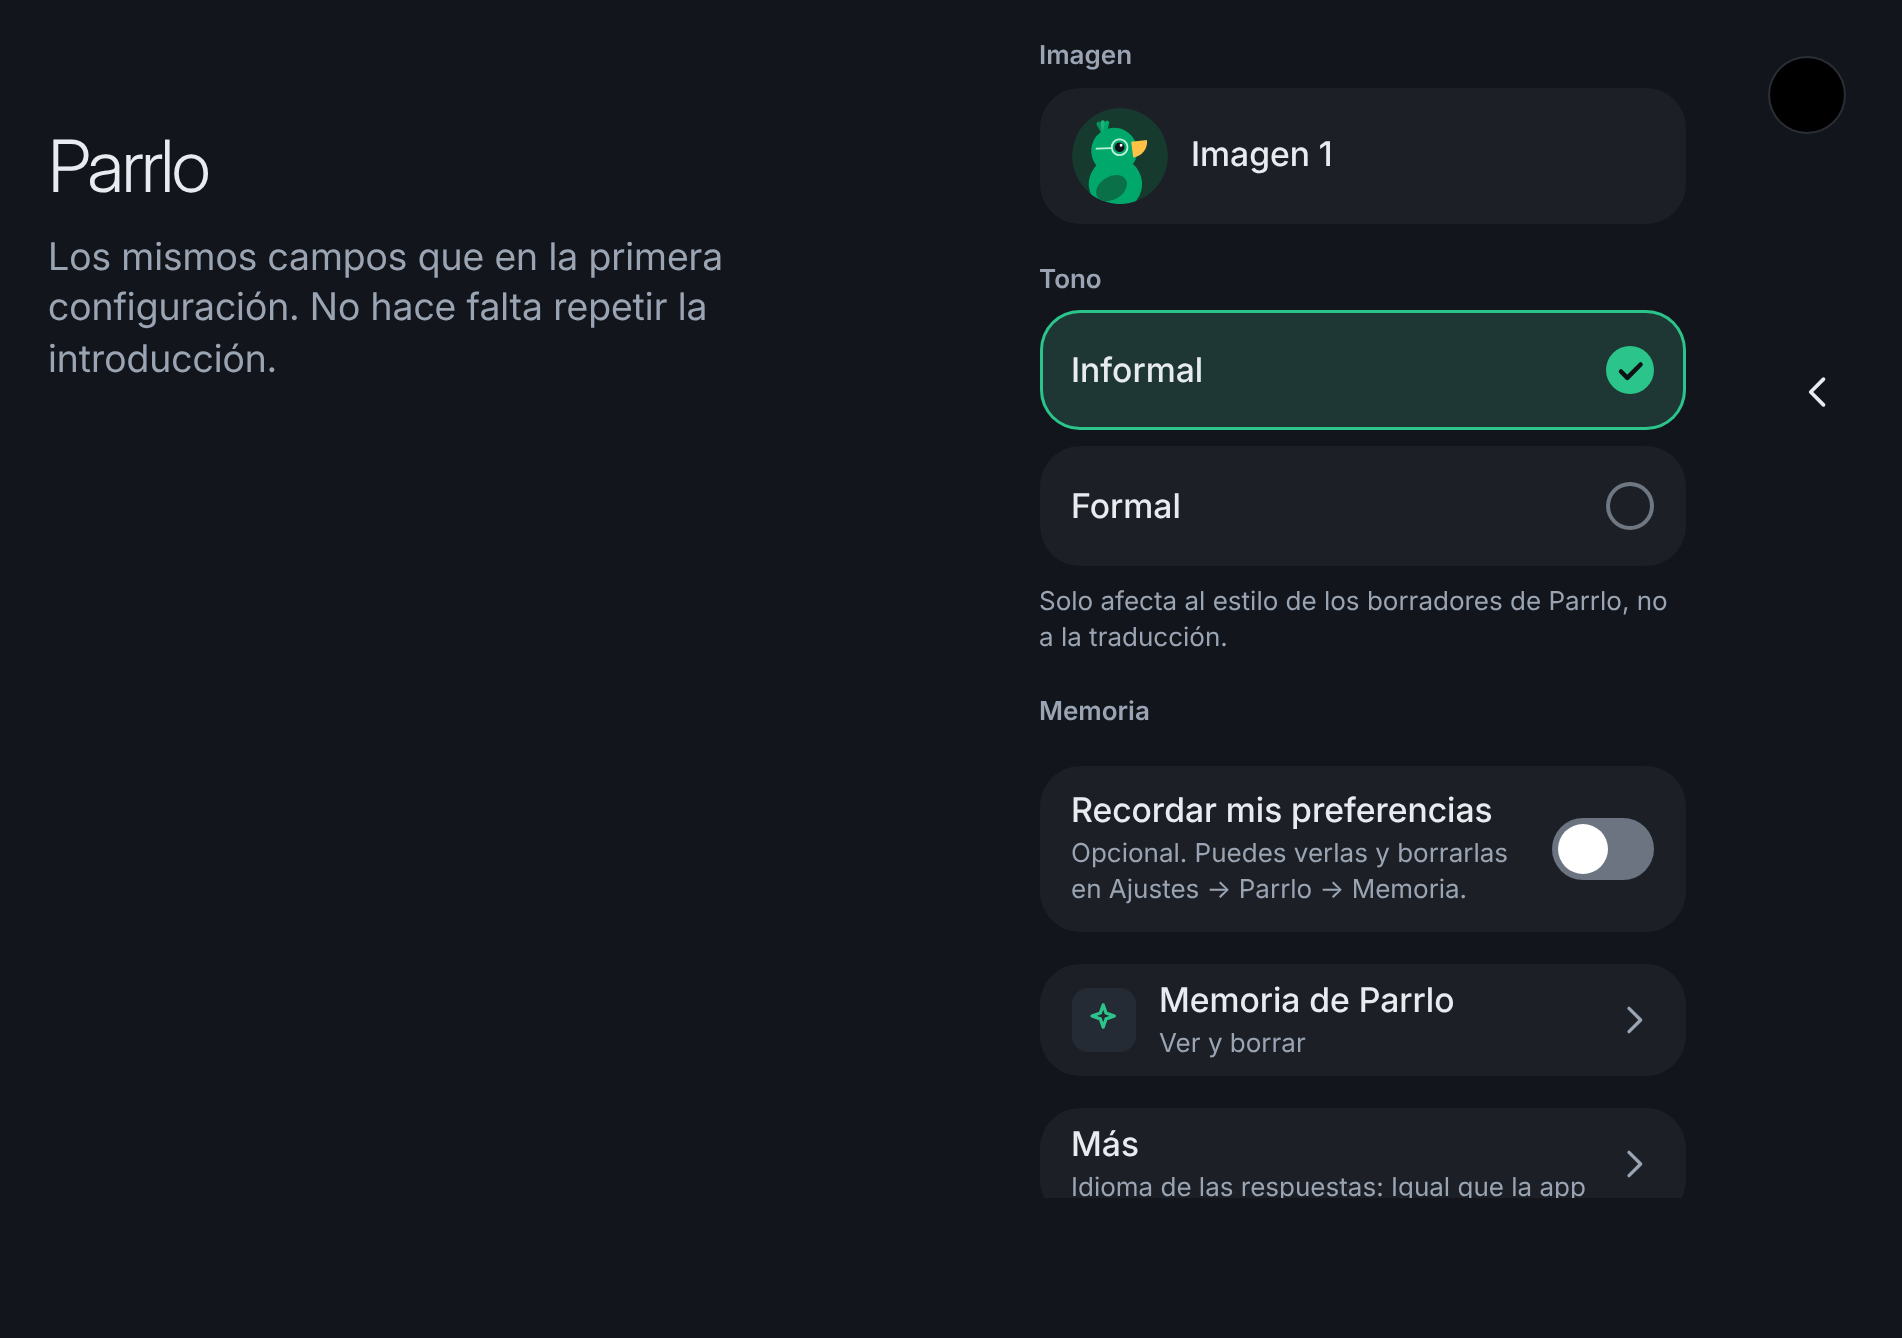 Parrlo
Los mismos campos que en la primera
configuración. No hace falta repetir la
introducción.
Imagen
Imagen 1
Tono
Informal
Formal
Solo afecta al estilo de los borradores de Parrlo, no
a la traducción.
Memoria
Recordar mis preferencias
Opcional. Puedes verlas y borrarlas
en Ajustes → Parrlo → Memoria.
Memoria de Parrlo
Ver y borrar
Más
Idioma de las respuestas: Igual que la app